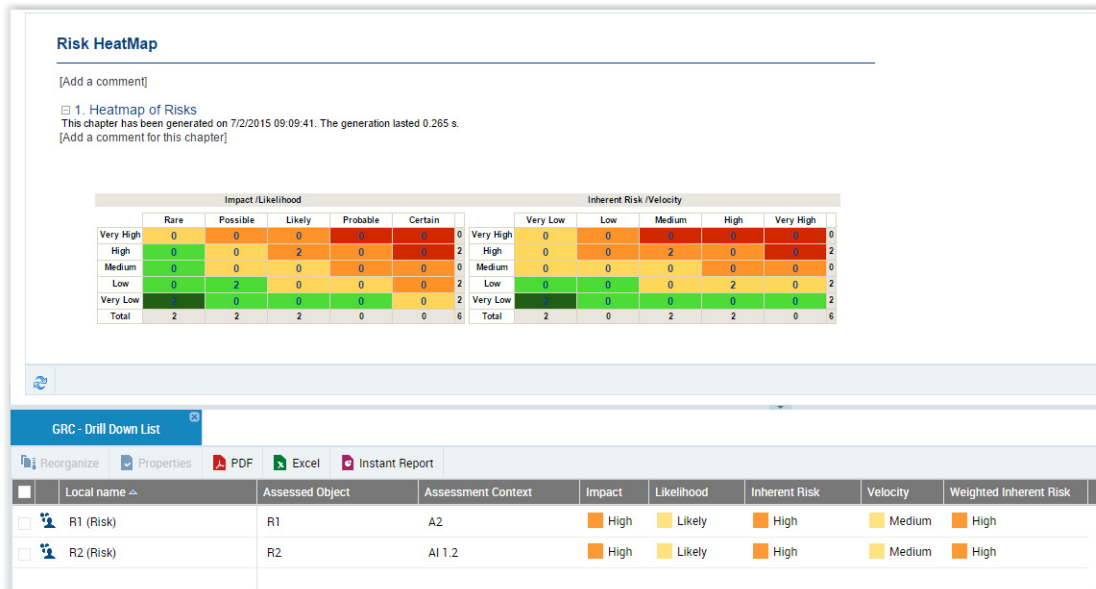 Risk HeatMap
[Add a comment]
1. Heatmap of Risks
This chapter has been generated on 7/2/2015 09:09:41. The generation lasted 0.265 s.
[Add a comment for this chapter]
Impact /Likelihood
Rare Possible Likely Probable Certain
Very High 0 0 0 0 0 0
High 0 0 2 0 0 2
Medium 0 0 0 0 0 0
Low 0 2 0 0 0 2
Very Low 2 0 0 0 0 2
Total 2 2 2 0 0 6
Inherent Risk /Velocity
Very Low Low Medium High Very High
Very High 0 0 0 0 0 0
High 0 0 2 0 0 2
Medium 0 0 0 0 0 0
Low 0 0 0 2 0 2
Very Low 2 0 0 0 0 2
Total 2 0 2 2 0 6
GRC - Drill Down List
Reorganize Properties PDF Excel Instant Report
Local name Assessed Object Assessment Context Impact Likelihood Inherent Risk Velocity Weighted Inherent Risk
R1 (Risk) R1 A2 High Likely High Medium High
R2 (Risk) R2 AI 1.2 High Likely High Medium High